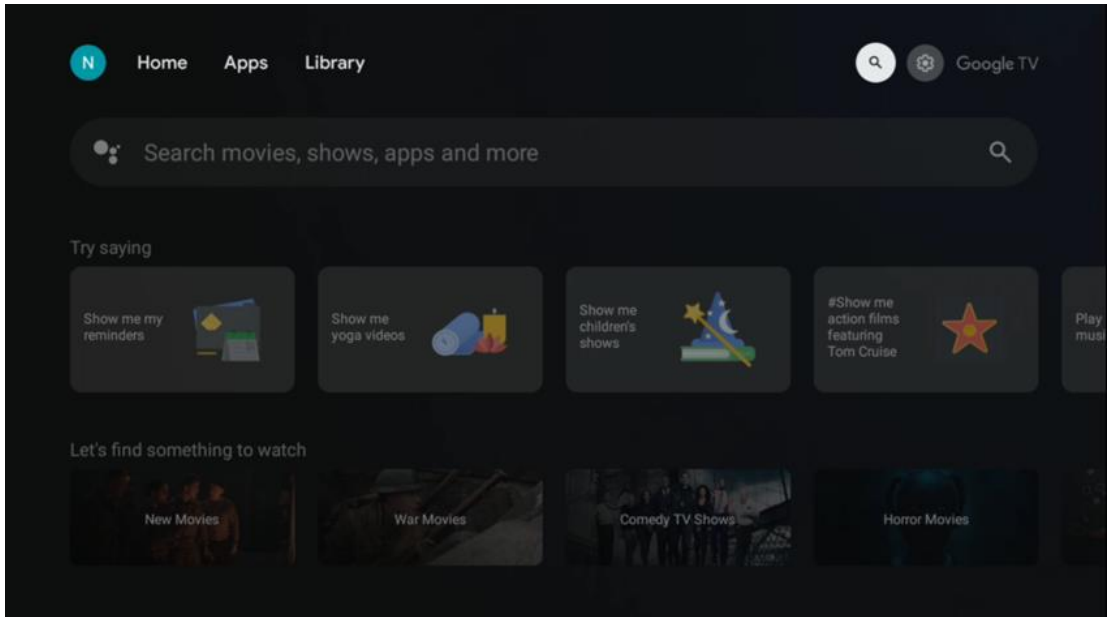 N
Home
Apps
Library
Google TV
Search movies, shows, apps and more
Try saying
Show me my
reminders
Show me
yoga videos
Show me
children's
shows
#Show me
action films
featuring
Tom Cruise
Play
musi
Let's find something to watch
New Movies
War Movies
Comedy TV Shows
Horror Movies